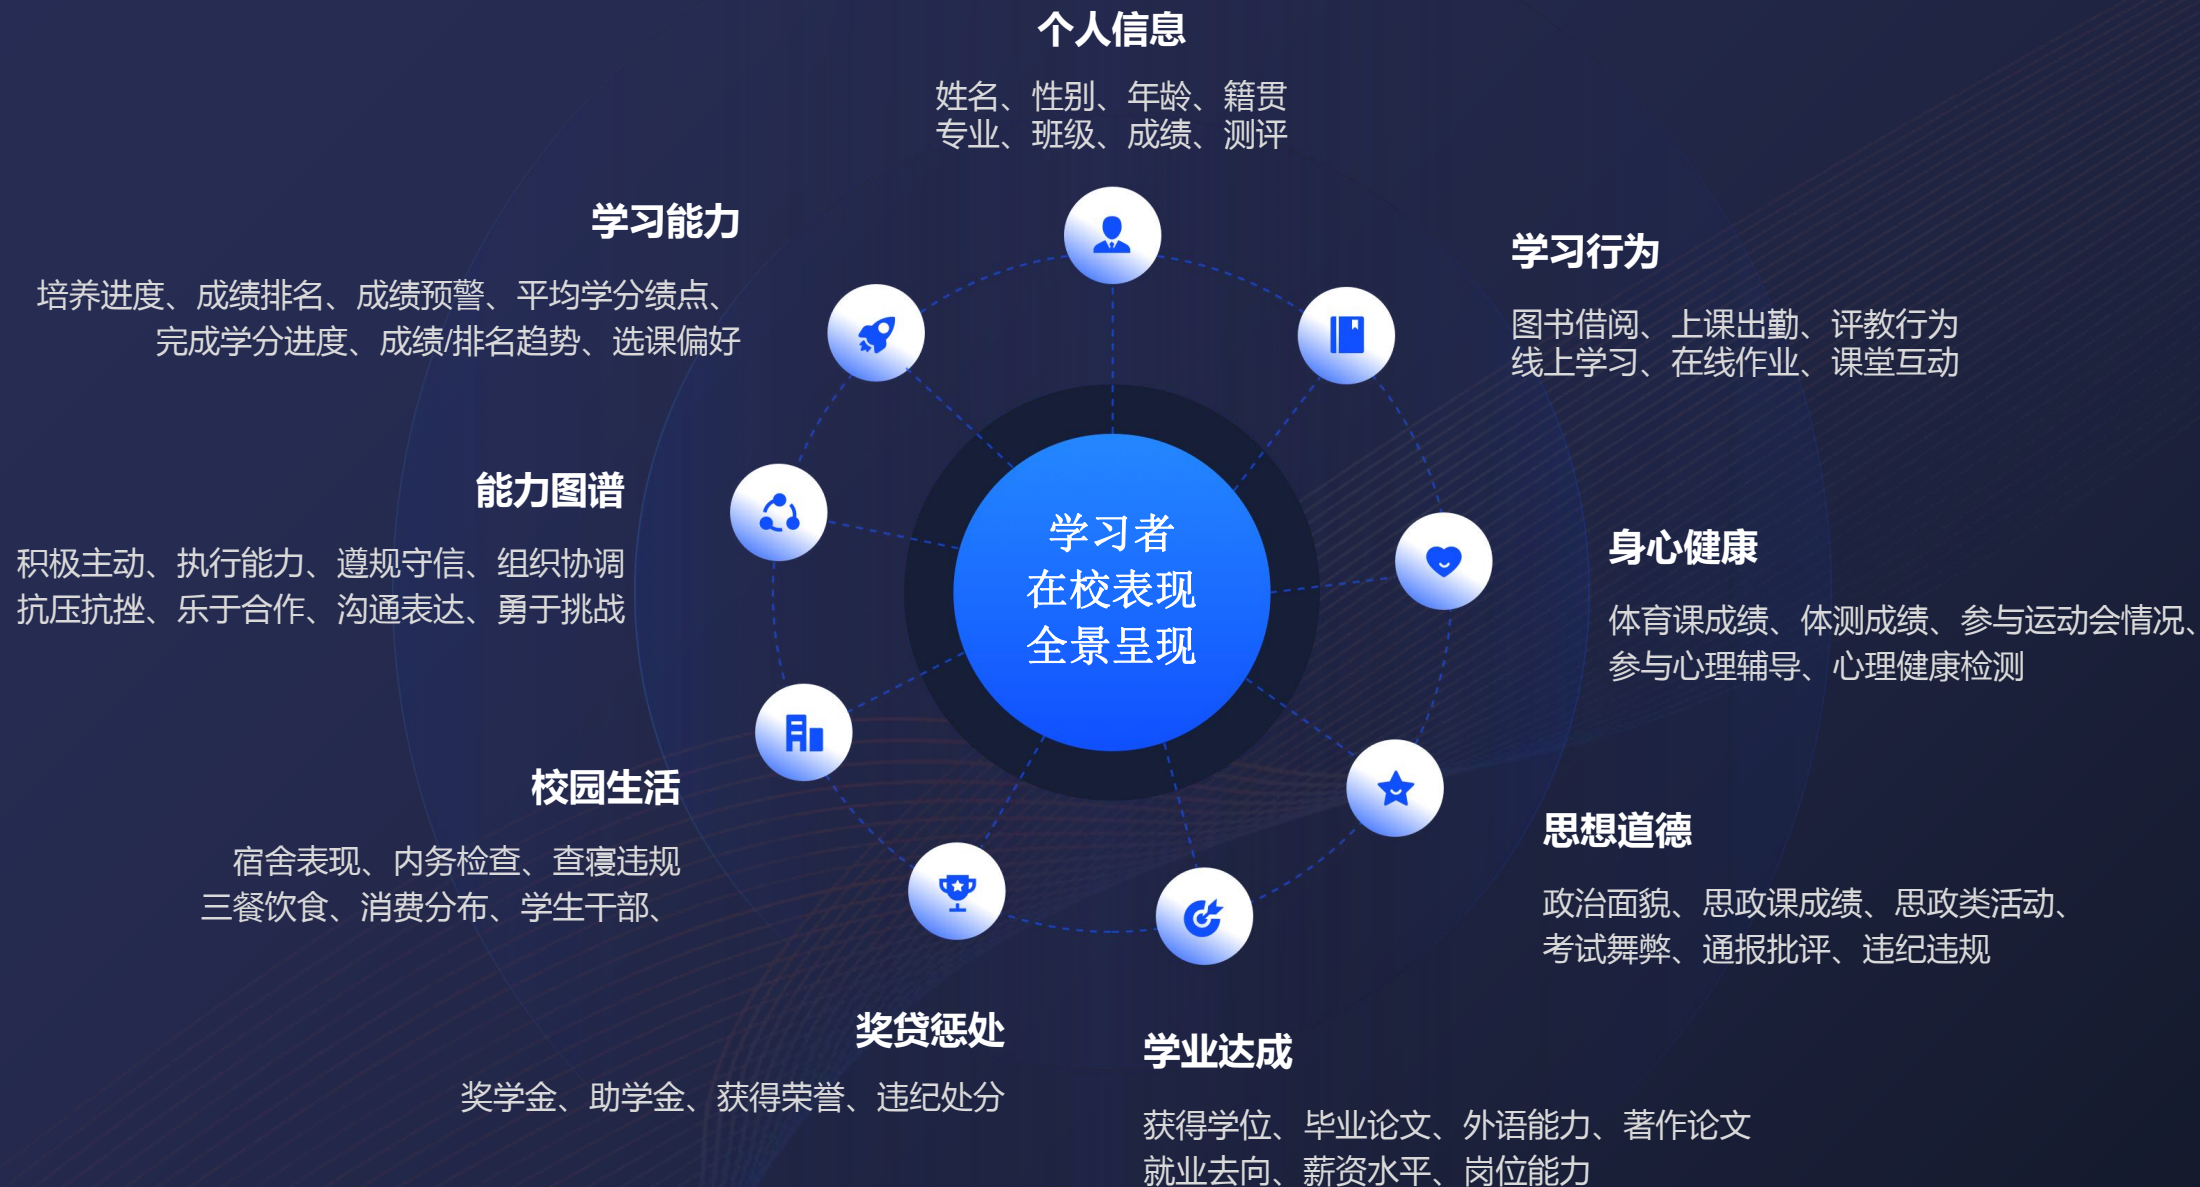 个人信息
姓名、性别、年龄、籍贯
专业、班级、成绩、测评
学习能力
培养进度、成绩排名、成绩预警、平均学分绩点、
完成学分进度、成绩/排名趋势、选课偏好
学习行为
图书借阅、上课出勤、评教行为
线上学习、在线作业、课堂互动
能力图谱
积极主动、执行能力、遵规守信、组织协调
抗压抗挫、乐于合作、沟通表达、勇于挑战
学习者
在校表现
全景呈现
身心健康
体育课成绩、体测成绩、参与运动会情况、
参与心理辅导、心理健康检测
校园生活
宿舍表现、内务检查、查寝违规
三餐饮食、消费分布、学生干部、
思想道德
政治面貌、思政课成绩、思政类活动、
考试舞弊、通报批评、违纪违规
奖贷惩处
奖学金、助学金、获得荣誉、违纪处分
学业达成
获得学位、毕业论文、外语能力、著作论文
就业去向、薪资水平、岗位能力